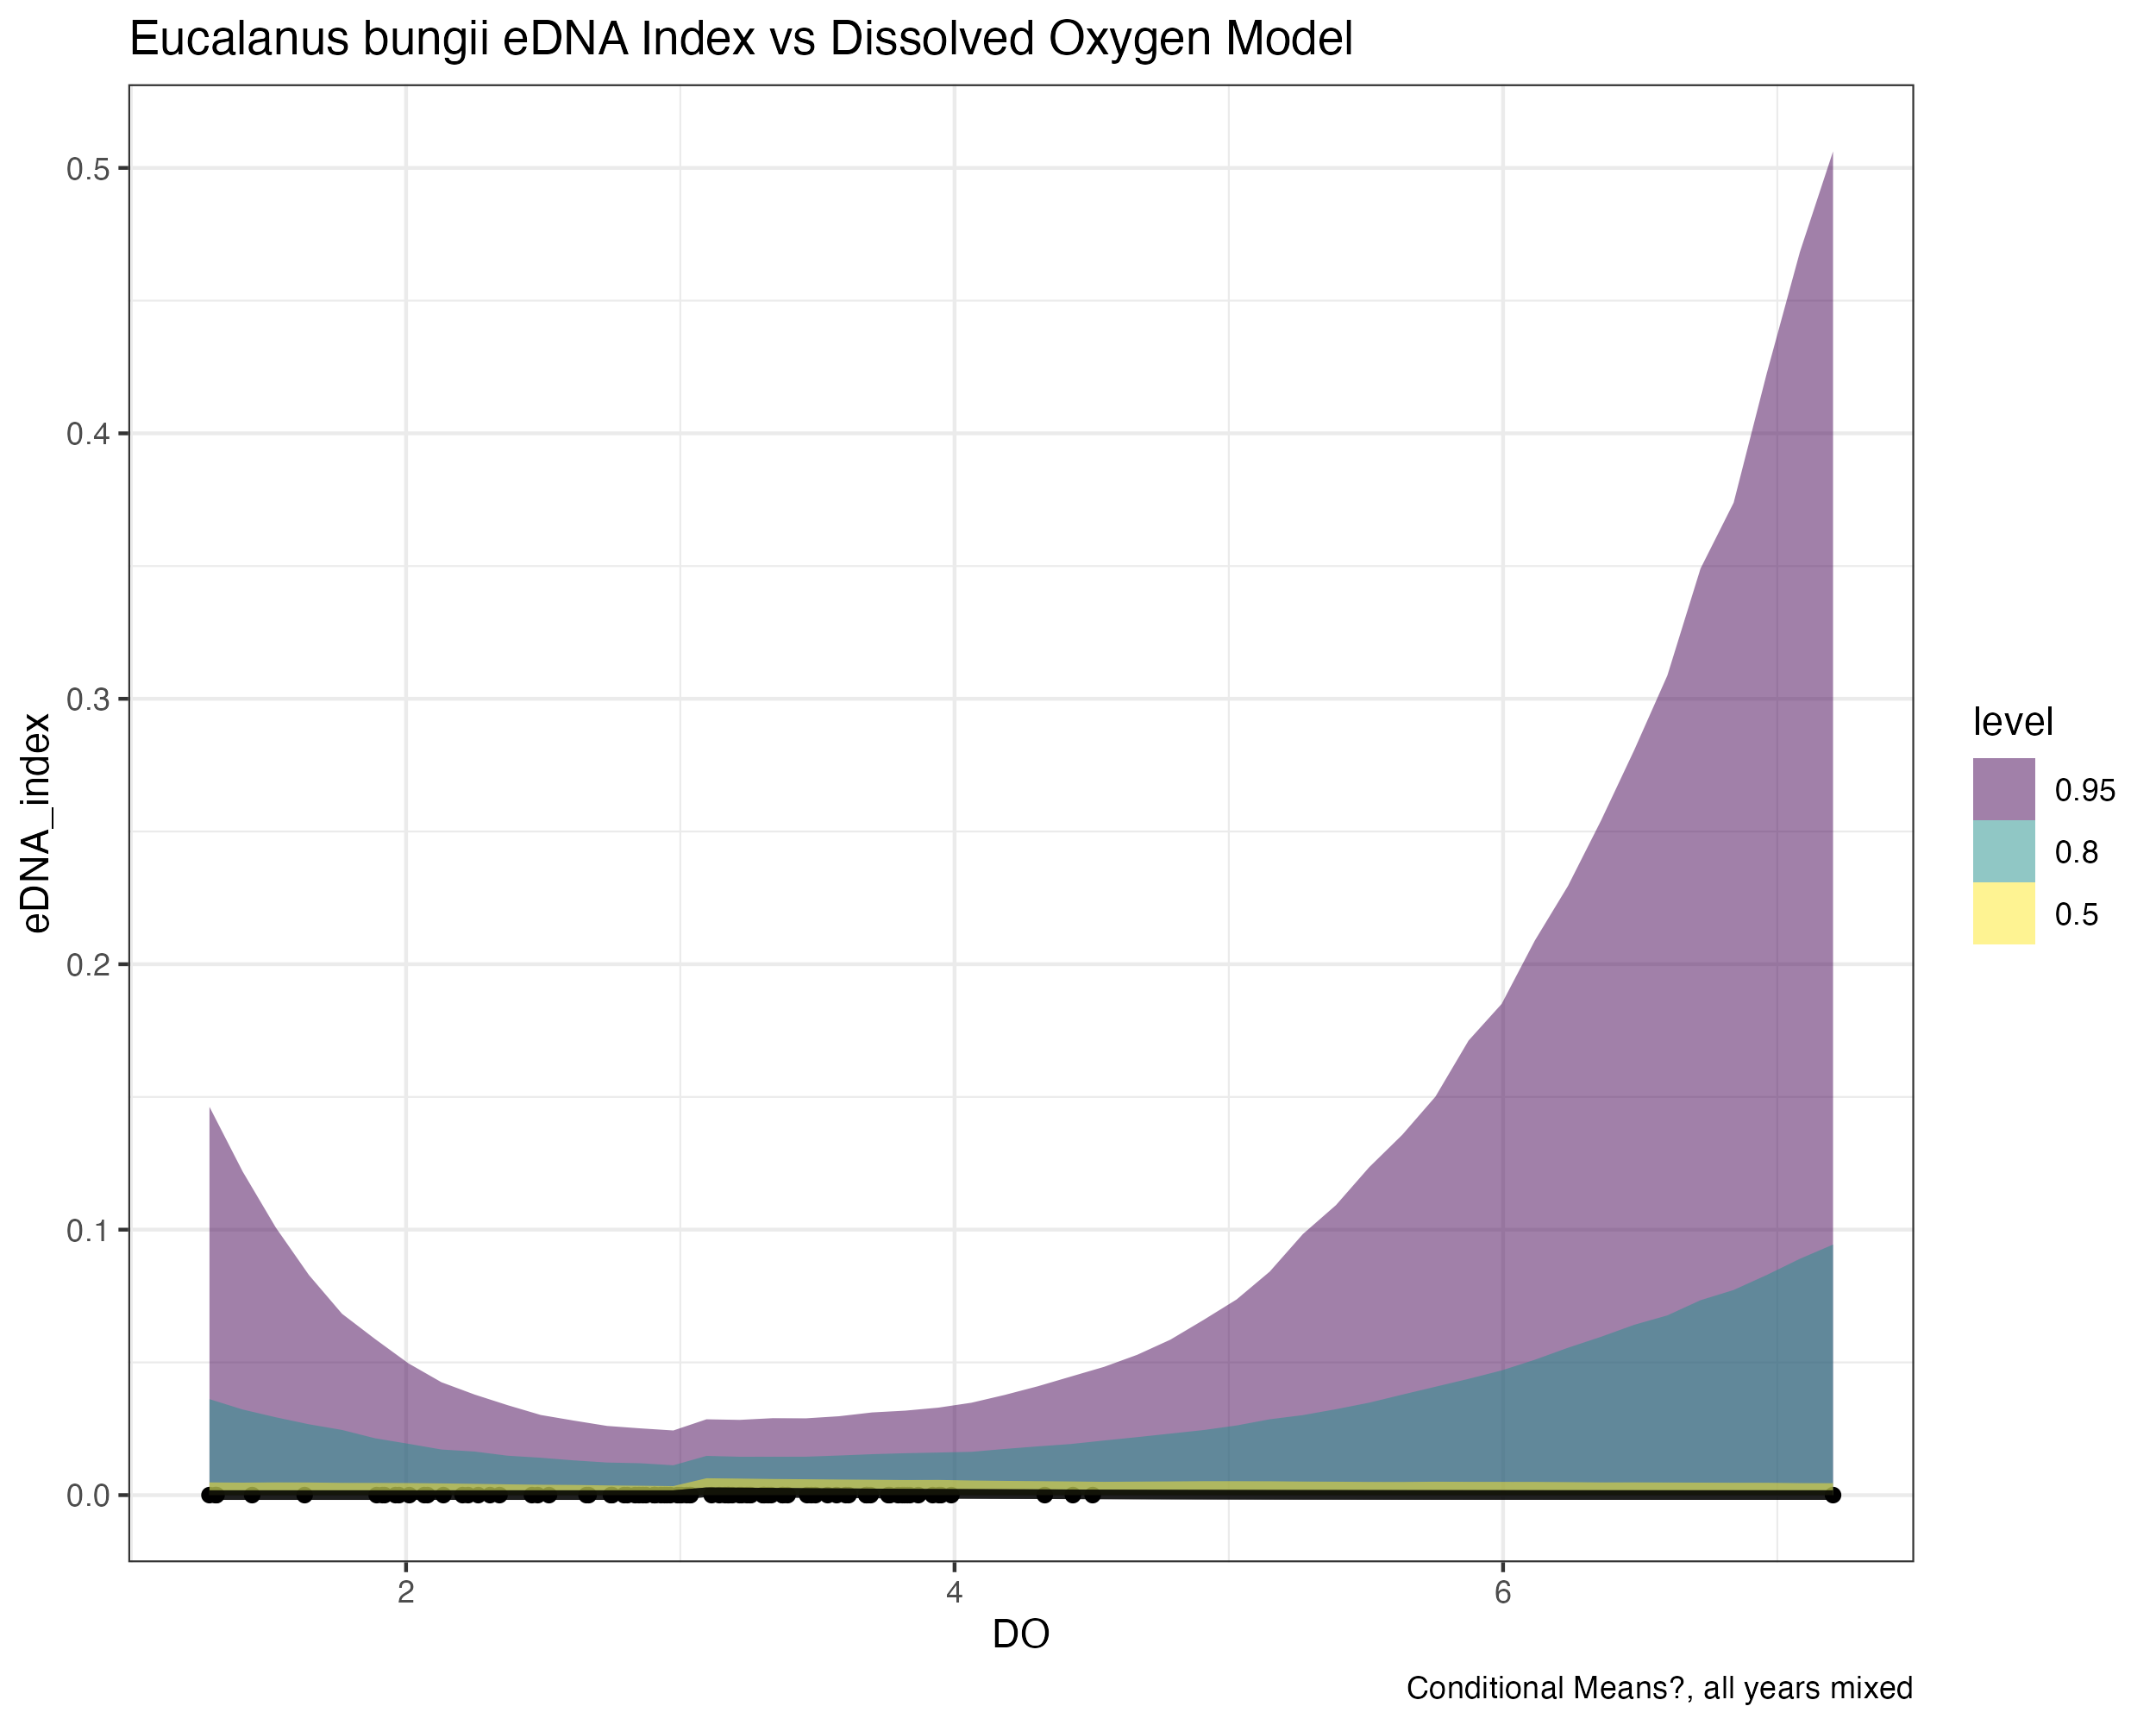 Eucalanus bungii eDNA Index vs Dissolved Oxygen Model
0.5
0.4
0.3
0.2
0.1
0.0
eDNA_index
2
4
6
DO
level
0.95
0.8
0.5
Conditional Means?, all years mixed